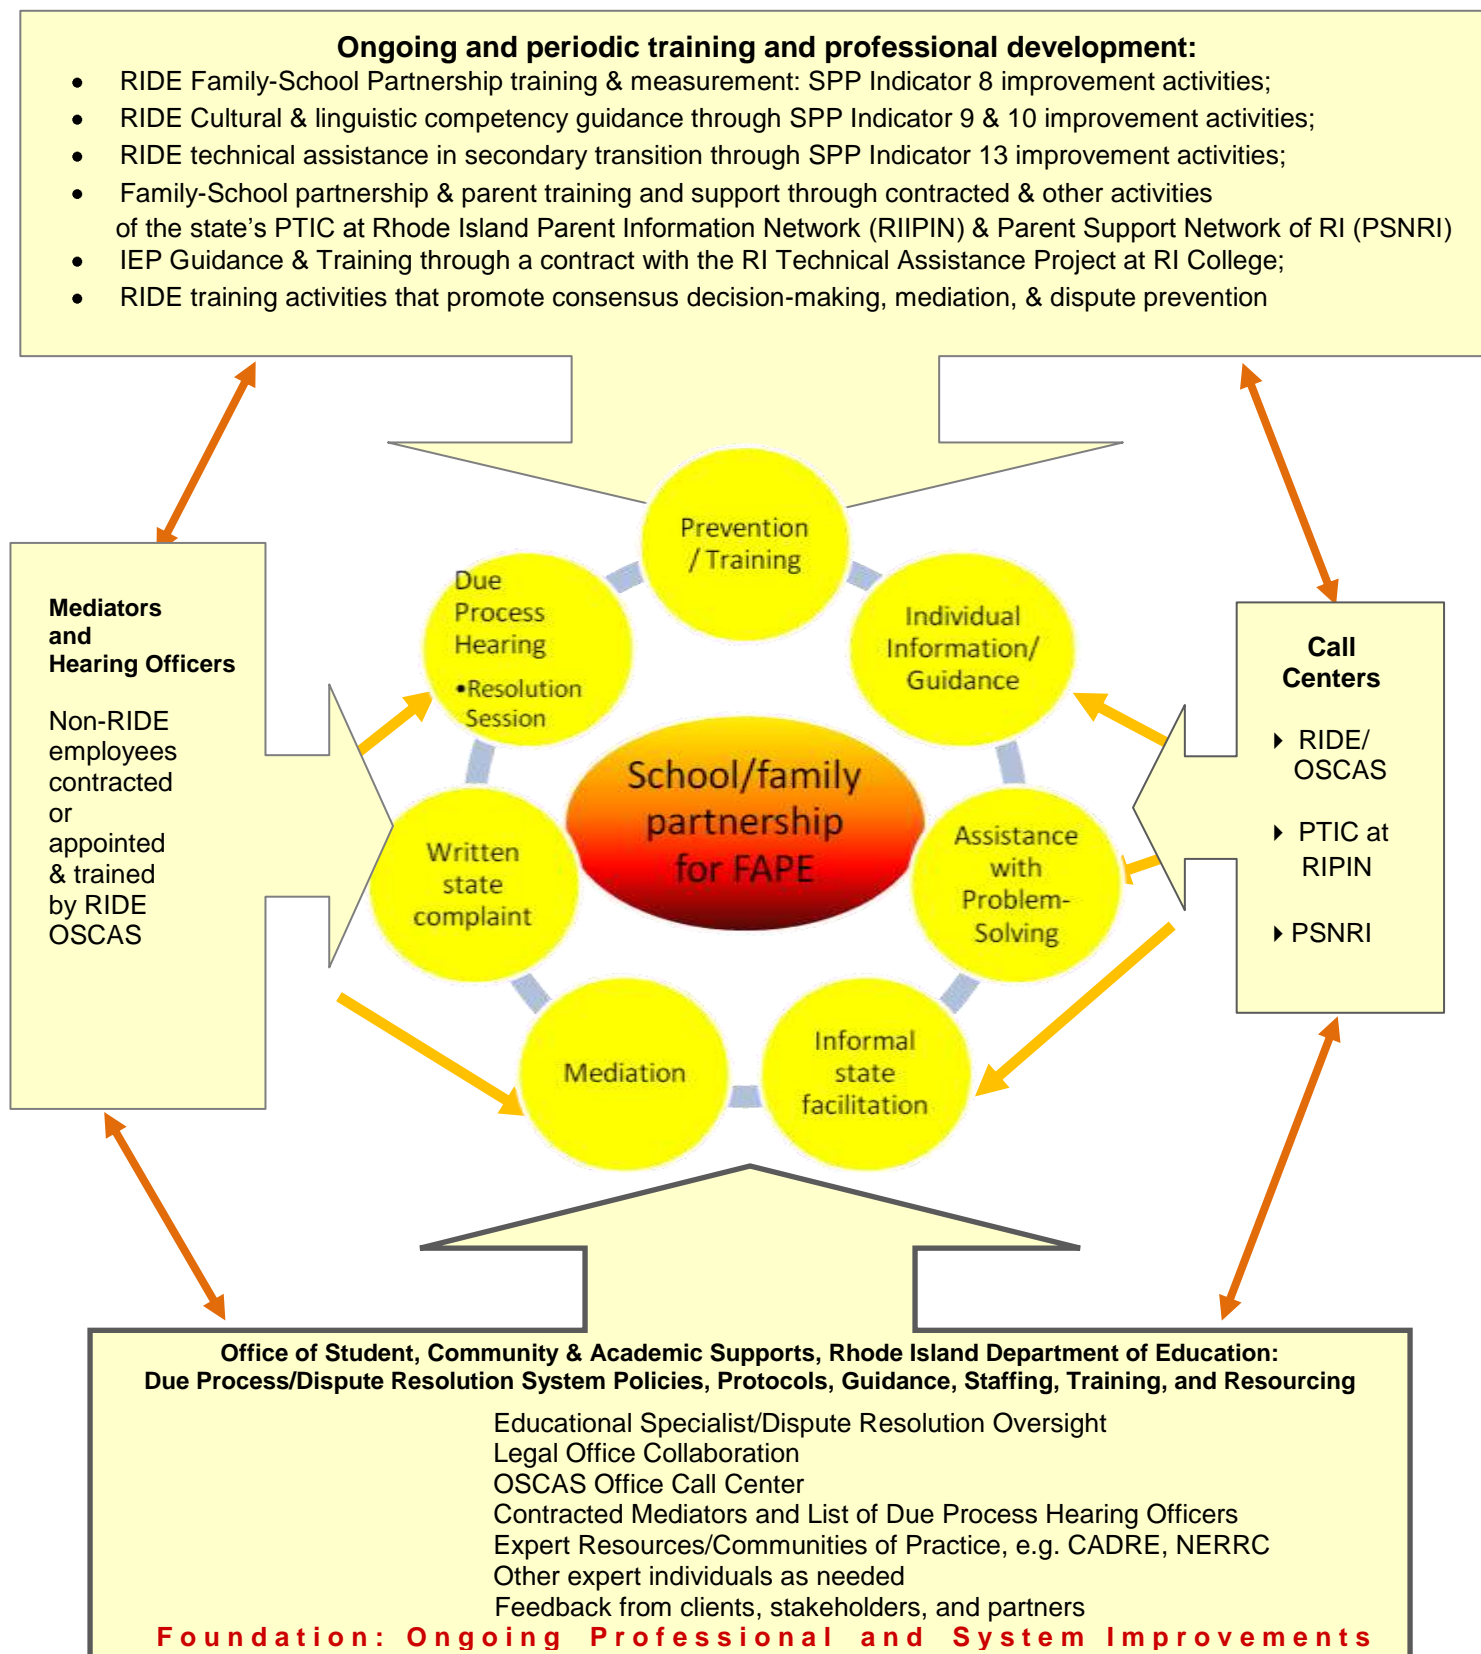 Ongoing and periodic training and professional development:
• RIDE Family-School Partnership training & measurement: SPP Indicator 8 improvement activities;
• RIDE Cultural & linguistic competency guidance through SPP Indicator 9 & 10 improvement activities;
• RIDE technical assistance in secondary transition through SPP Indicator 13 improvement activities;
• Family-School partnership & parent training and support through contracted & other activities
of the state's PTIC at Rhode Island Parent Information Network (RIIPIN) & Parent Support Network of RI (PSNRI)
• IEP Guidance & Training through a contract with the RI Technical Assistance Project at RI College;
• RIDE training activities that promote consensus decision-making, mediation, & dispute prevention
Mediators
and
Hearing Officers
Non-RIDE
employees
contracted
or
appointed
& trained
by RIDE
OSCAS
Prevention
/ Training
Individual
Information/
Guidance
Assistance
with
Problem-
Solving
Informal
state
facilitation
Mediation
Written
state
complaint
Due
Process
Hearing
•Resolution
Session
School/family
partnership
for FAPE
Call
Centers
RIDE/
OSCAS
PTIC at
RIPIN
PSNRI
Office of Student, Community & Academic Supports, Rhode Island Department of Education:
Due Process/Dispute Resolution System Policies, Protocols, Guidance, Staffing, Training, and Resourcing
Educational Specialist/Dispute Resolution Oversight
Legal Office Collaboration
OSCAS Office Call Center
Contracted Mediators and List of Due Process Hearing Officers
Expert Resources/Communities of Practice, e.g. CADRE, NERRC
Other expert individuals as needed
Feedback from clients, stakeholders, and partners
Foundation: Ongoing Professional and System Improvements